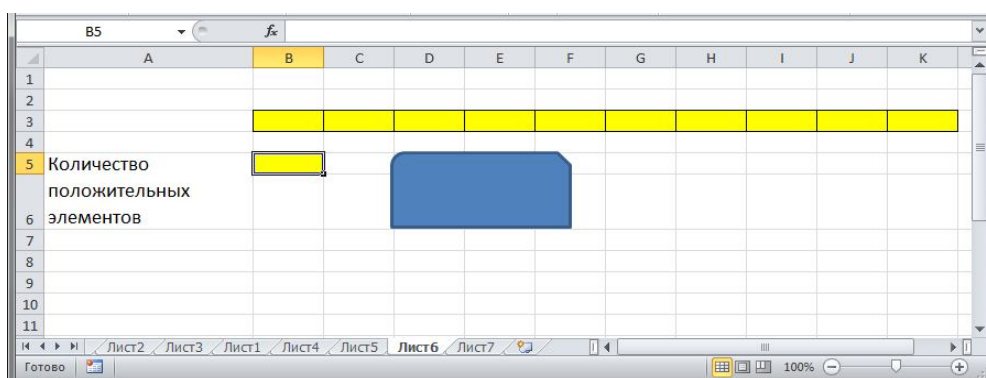 B5 fx
A B C D E F G H I J K
1
2
3
4
5 Количество
положительных
6 элементов
7
8
9
10
11
Лист2 Лист3 Лист1 Лист4 Лист5 Лист6 Лист7
Готово 100%